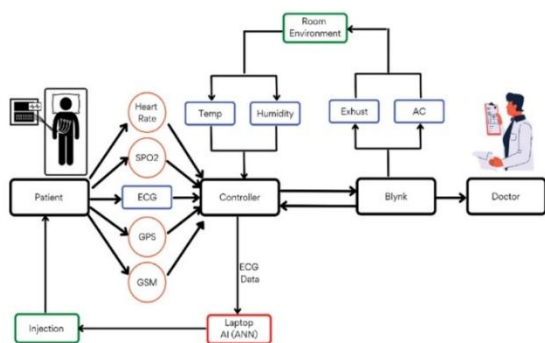 Room
Environment
Heart
Rate
Temp
Humidity
Exhust
AC
SPO2
Patient
ECG
Controller
Blynk
Doctor
GPS
ECG
Data
GSM
Injection
Laptop
AI (ANN)